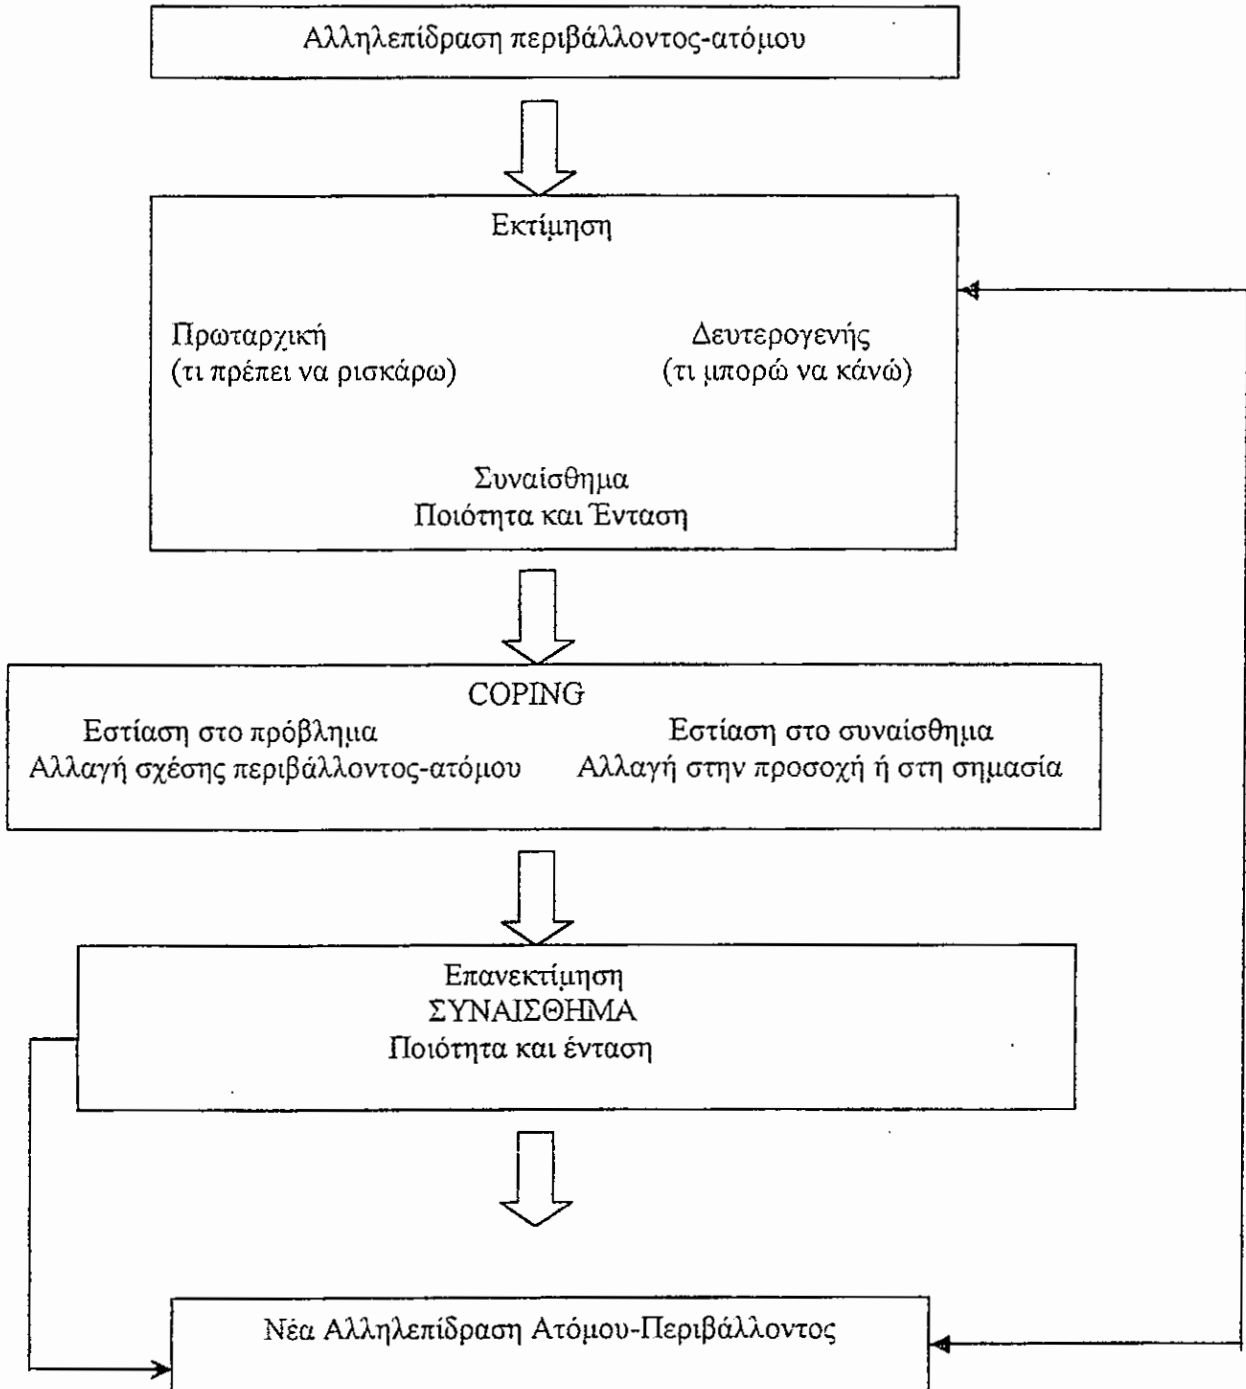 Αλληλεπίδραση περιβάλλοντος-ατόμου
Εκτίμηση
Πρωταρχική
(τι πρέπει να ρισκάρω)
Δευτερογενής
(τι μπορώ να κάνώ)
Συναίσθημα
Ποιότητα και Ένταση
COPING
Εστίαση στο πρόβλημα
Αλλαγή σχέσης περιβάλλοντος-ατόμου
Εστίαση στο συναίσθημα
Αλλαγή στην προσοχή ή στη σημασία
Επανεκτίμηση
ΣΥΝΑΙΣΘΗΜΑ
Ποιότητα και ένταση
Νέα Αλληλεπίδραση Ατόμου-Περιβάλλοντος